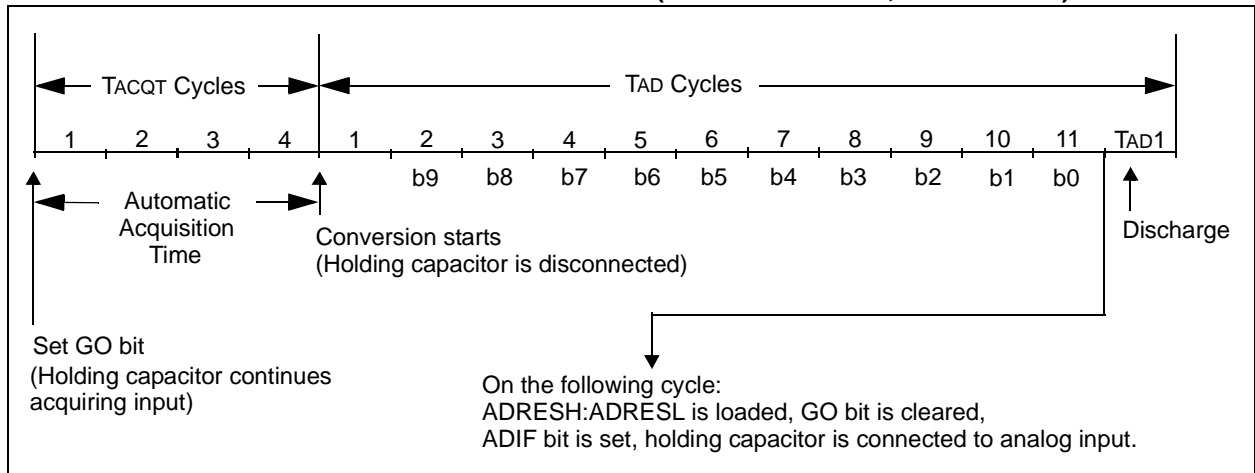 TACQT Cycles TAD Cycles
1 2 3 4 1 2 3 4 5 6 7 8 9 10 11 TAD1
b9 b8 b7 b6 b5 b4 b3 b2 b1 b0
Automatic
Acquisition
Time
Conversion starts
(Holding capacitor is disconnected)
Discharge
Set GO bit
(Holding capacitor continues
acquiring input)
On the following cycle:
ADRESH:ADRESL is loaded, GO bit is cleared,
ADIF bit is set, holding capacitor is connected to analog input.